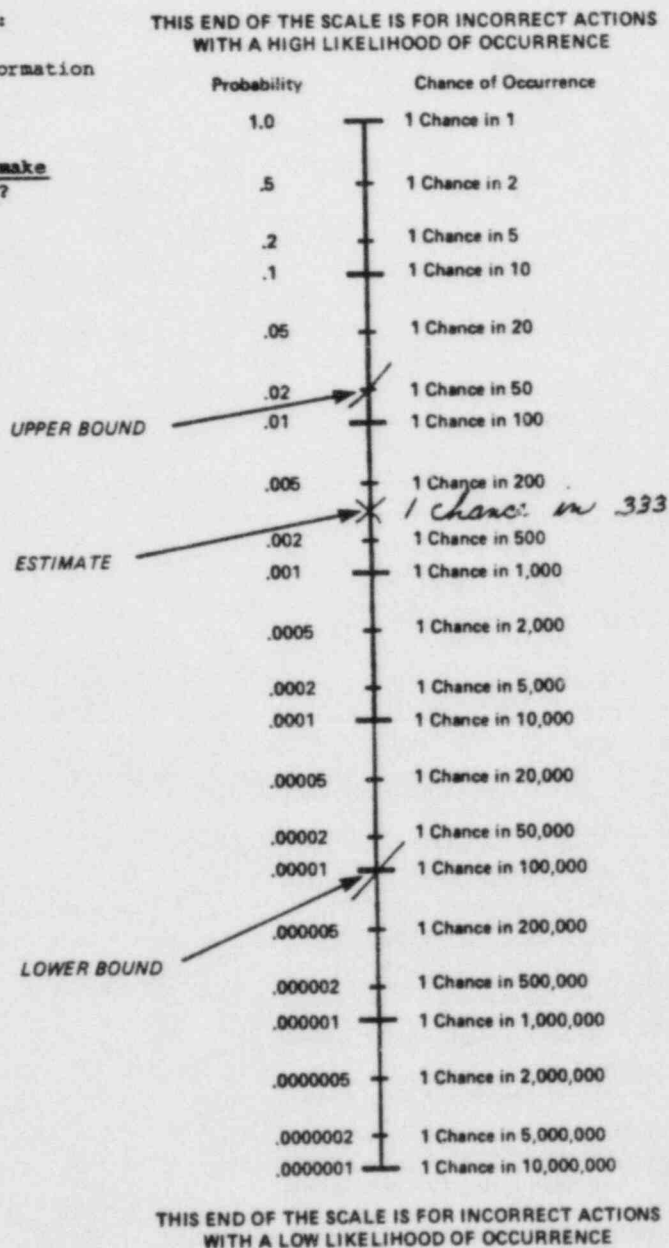 :
THIS END OF THE SCALE IS FOR INCORRECT ACTIONS
WITH A HIGH LIKELIHOOD OF OCCURRENCE
ormation
Probability Chance of Occurrence
1.0 1 Chance in 1
make
?
.5 1 Chance in 2
.2 1 Chance in 5
.1 1 Chance in 10
.05 1 Chance in 20
.02 1 Chance in 50
UPPER BOUND
.01 1 Chance in 100
.005 1 Chance in 200
1 chance in 333
ESTIMATE
.002 1 Chance in 500
.001 1 Chance in 1,000
.0005 1 Chance in 2,000
.0002 1 Chance in 5,000
.0001 1 Chance in 10,000
.00005 1 Chance in 20,000
.00002 1 Chance in 50,000
.00001 1 Chance in 100,000
.000005 1 Chance in 200,000
LOWER BOUND
.000002 1 Chance in 500,000
.000001 1 Chance in 1,000,000
.0000005 1 Chance in 2,000,000
.0000002 1 Chance in 5,000,000
.0000001 1 Chance in 10,000,000
THIS END OF THE SCALE IS FOR INCORRECT ACTIONS
WITH A LOW LIKELIHOOD OF OCCURRENCE